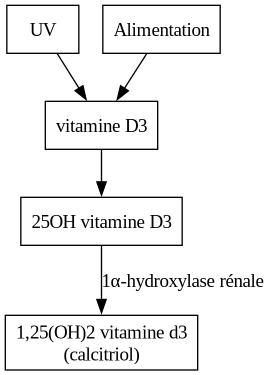 UV
Alimentation
vitamine D3
25OH vitamine D3
1α-hydroxylase rénale
1,25(OH)2 vitamine d3
(calcitriol)